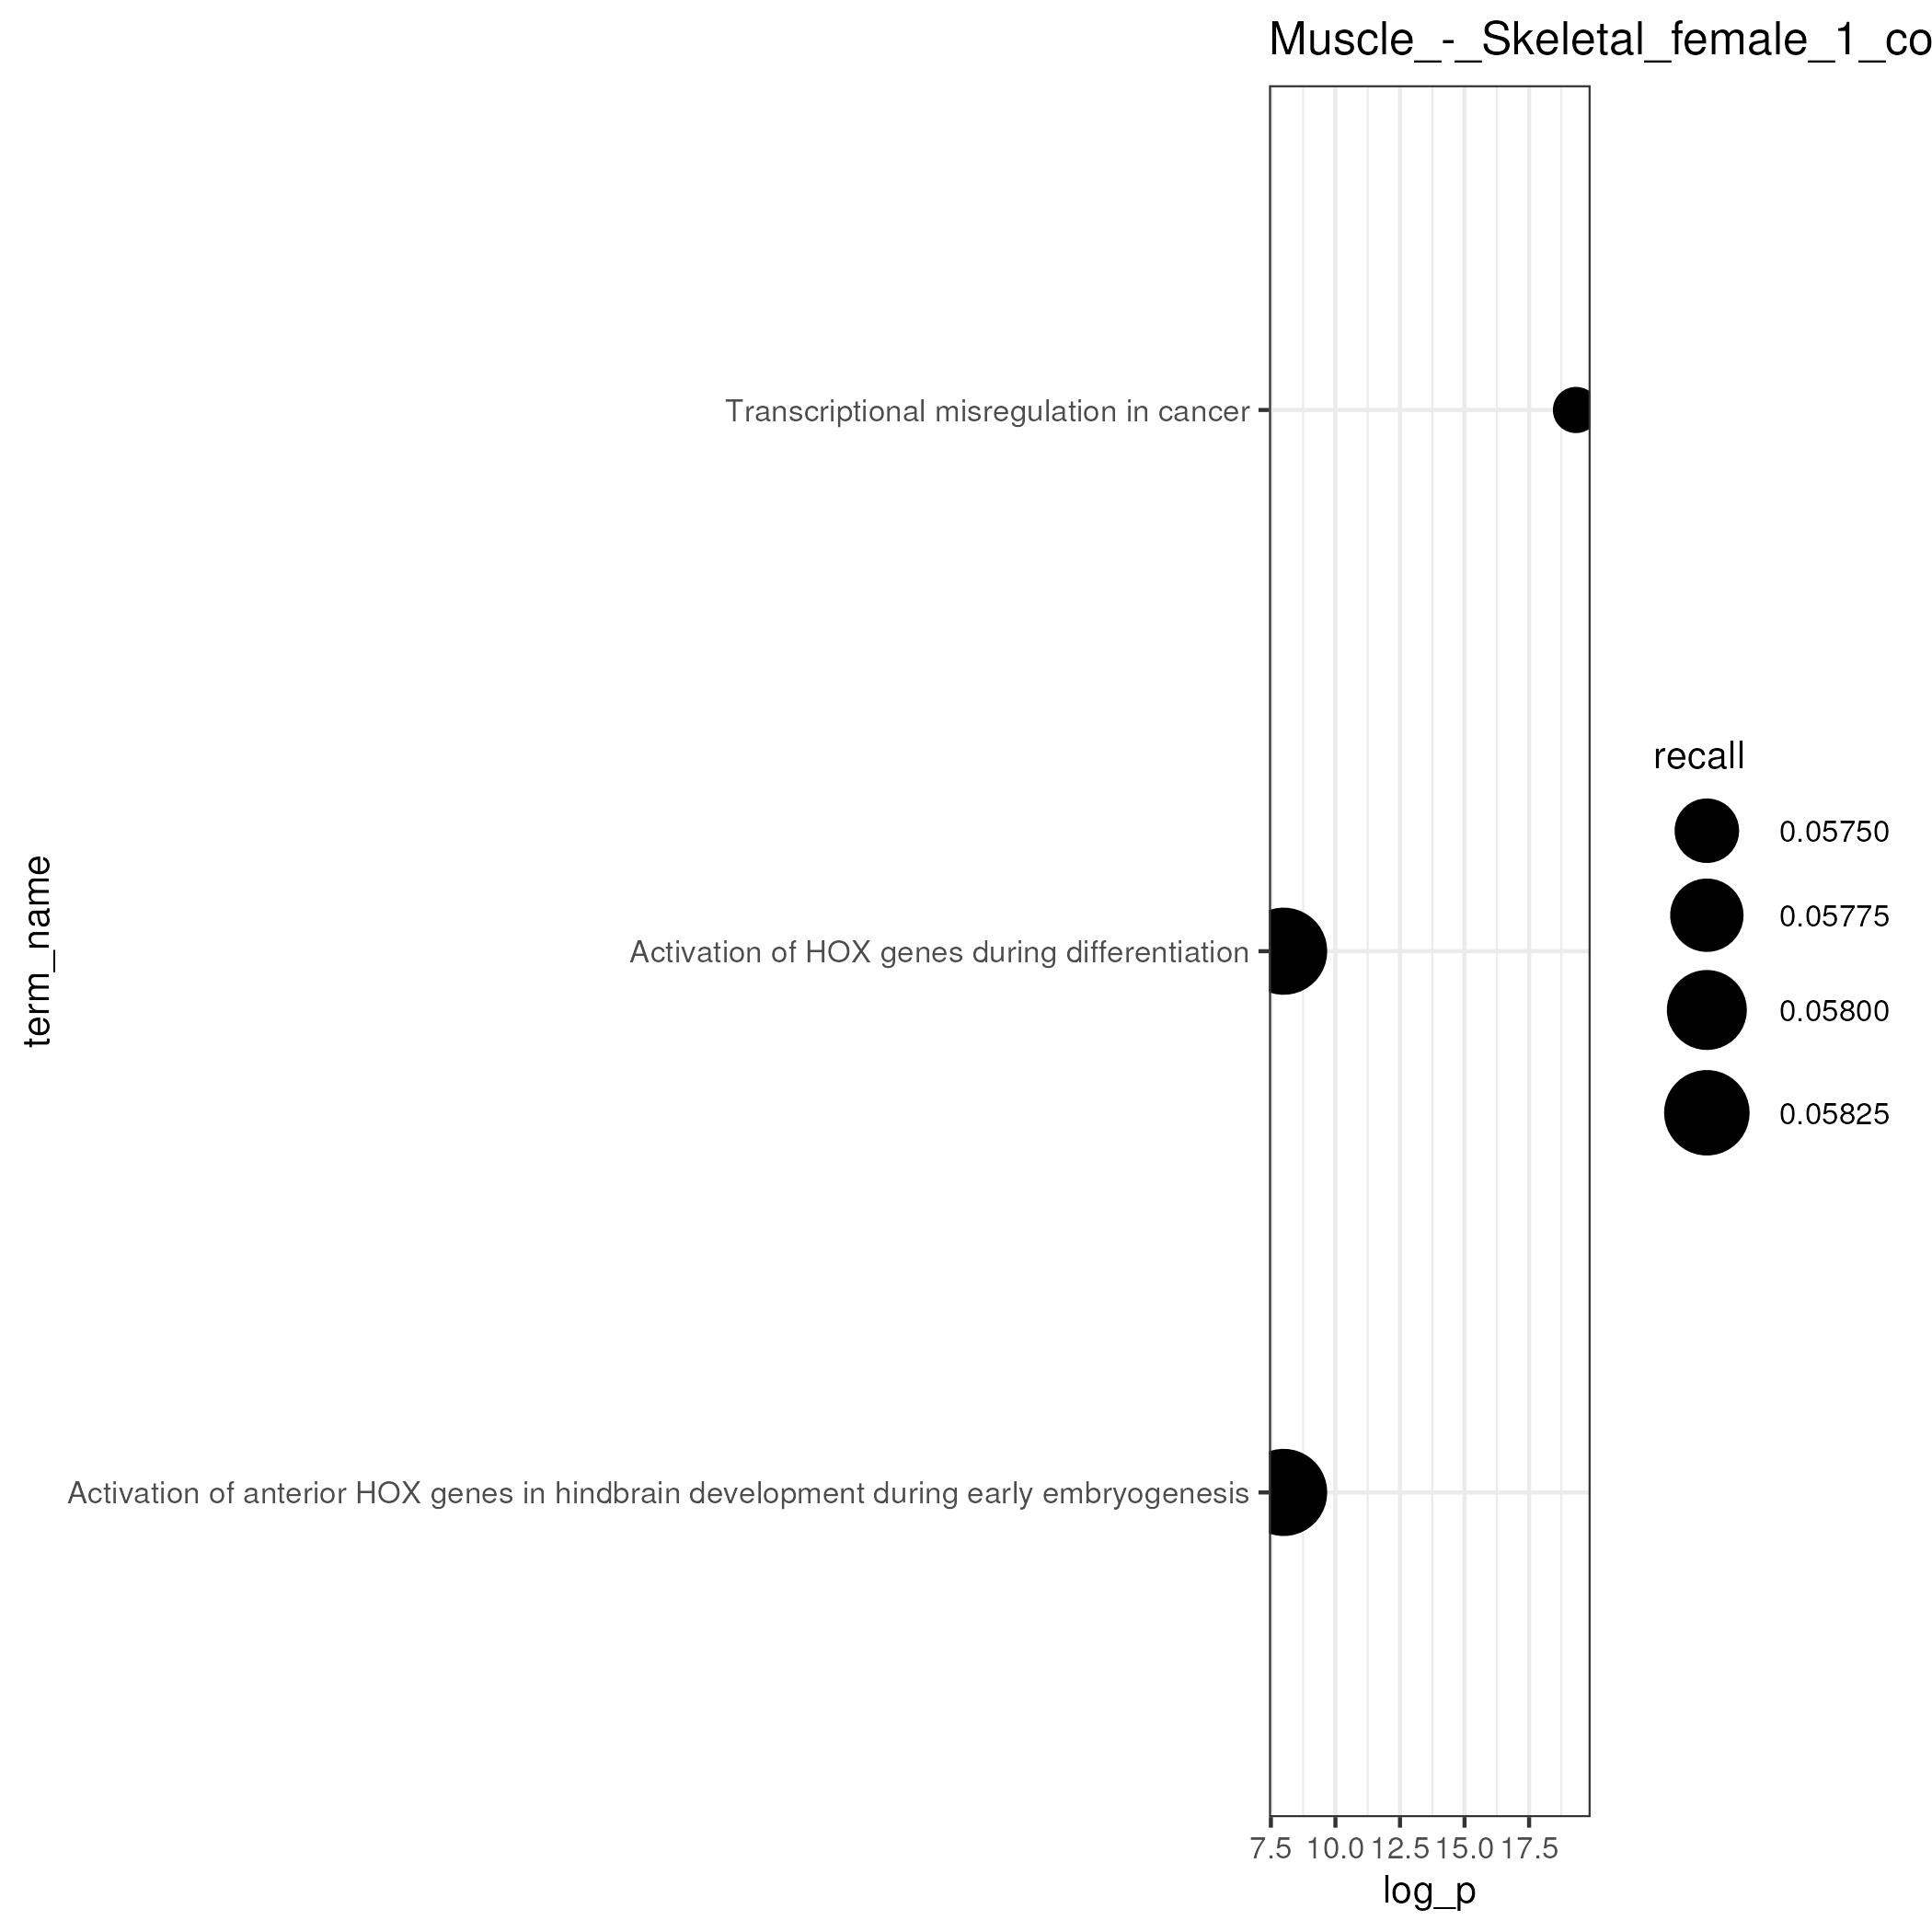 Muscle_-_Skeletal_female_1_co
Transcriptional misregulation in cancer
Activation of HOX genes during differentiation
Activation of anterior HOX genes in hindbrain development during early embryogenesis
term_name
7.5 10.0 12.5 15.0 17.5
log_p
recall
0.05750
0.05775
0.05800
0.05825